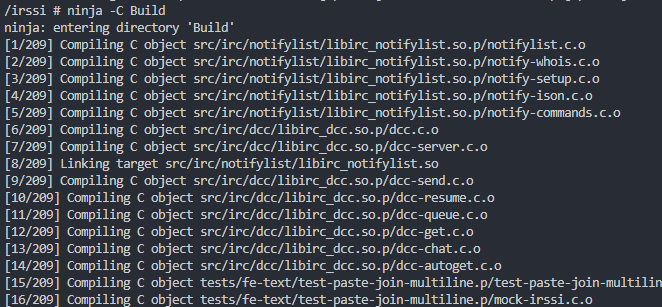 /irssi # ninja -C Build
ninja: entering directory 'Build'
[1/209] Compiling C object src/irc/notifylist/libirc_notifylist.so.p/notifylist.c.o
[2/209] Compiling C object src/irc/notifylist/libirc_notifylist.so.p/notify-whois.c.o
[3/209] Compiling C object src/irc/notifylist/libirc_notifylist.so.p/notify-setup.c.o
[4/209] Compiling C object src/irc/notifylist/libirc_notifylist.so.p/notify-ison.c.o
[5/209] Compiling C object src/irc/notifylist/libirc_notifylist.so.p/notify-commands.c.o
[6/209] Compiling C object src/irc/dcc/libirc_dcc.so.p/dcc.c.o
[7/209] Compiling C object src/irc/dcc/libirc_dcc.so.p/dcc-server.c.o
[8/209] Linking target src/irc/notifylist/libirc_notifylist.so
[9/209] Compiling C object src/irc/dcc/libirc_dcc.so.p/dcc-send.c.o
[10/209] Compiling C object src/irc/dcc/libirc_dcc.so.p/dcc-resume.c.o
[11/209] Compiling C object src/irc/dcc/libirc_dcc.so.p/dcc-queue.c.o
[12/209] Compiling C object src/irc/dcc/libirc_dcc.so.p/dcc-get.c.o
[13/209] Compiling C object src/irc/dcc/libirc_dcc.so.p/dcc-chat.c.o
[14/209] Compiling C object src/irc/dcc/libirc_dcc.so.p/dcc-autoget.c.o
[15/209] Compiling C object tests/fe-text/test-paste-join-multiline.p/test-paste-join-multilin
[16/209] Compiling C object tests/fe-text/test-paste-join-multiline.p/mock-irssi.c.o